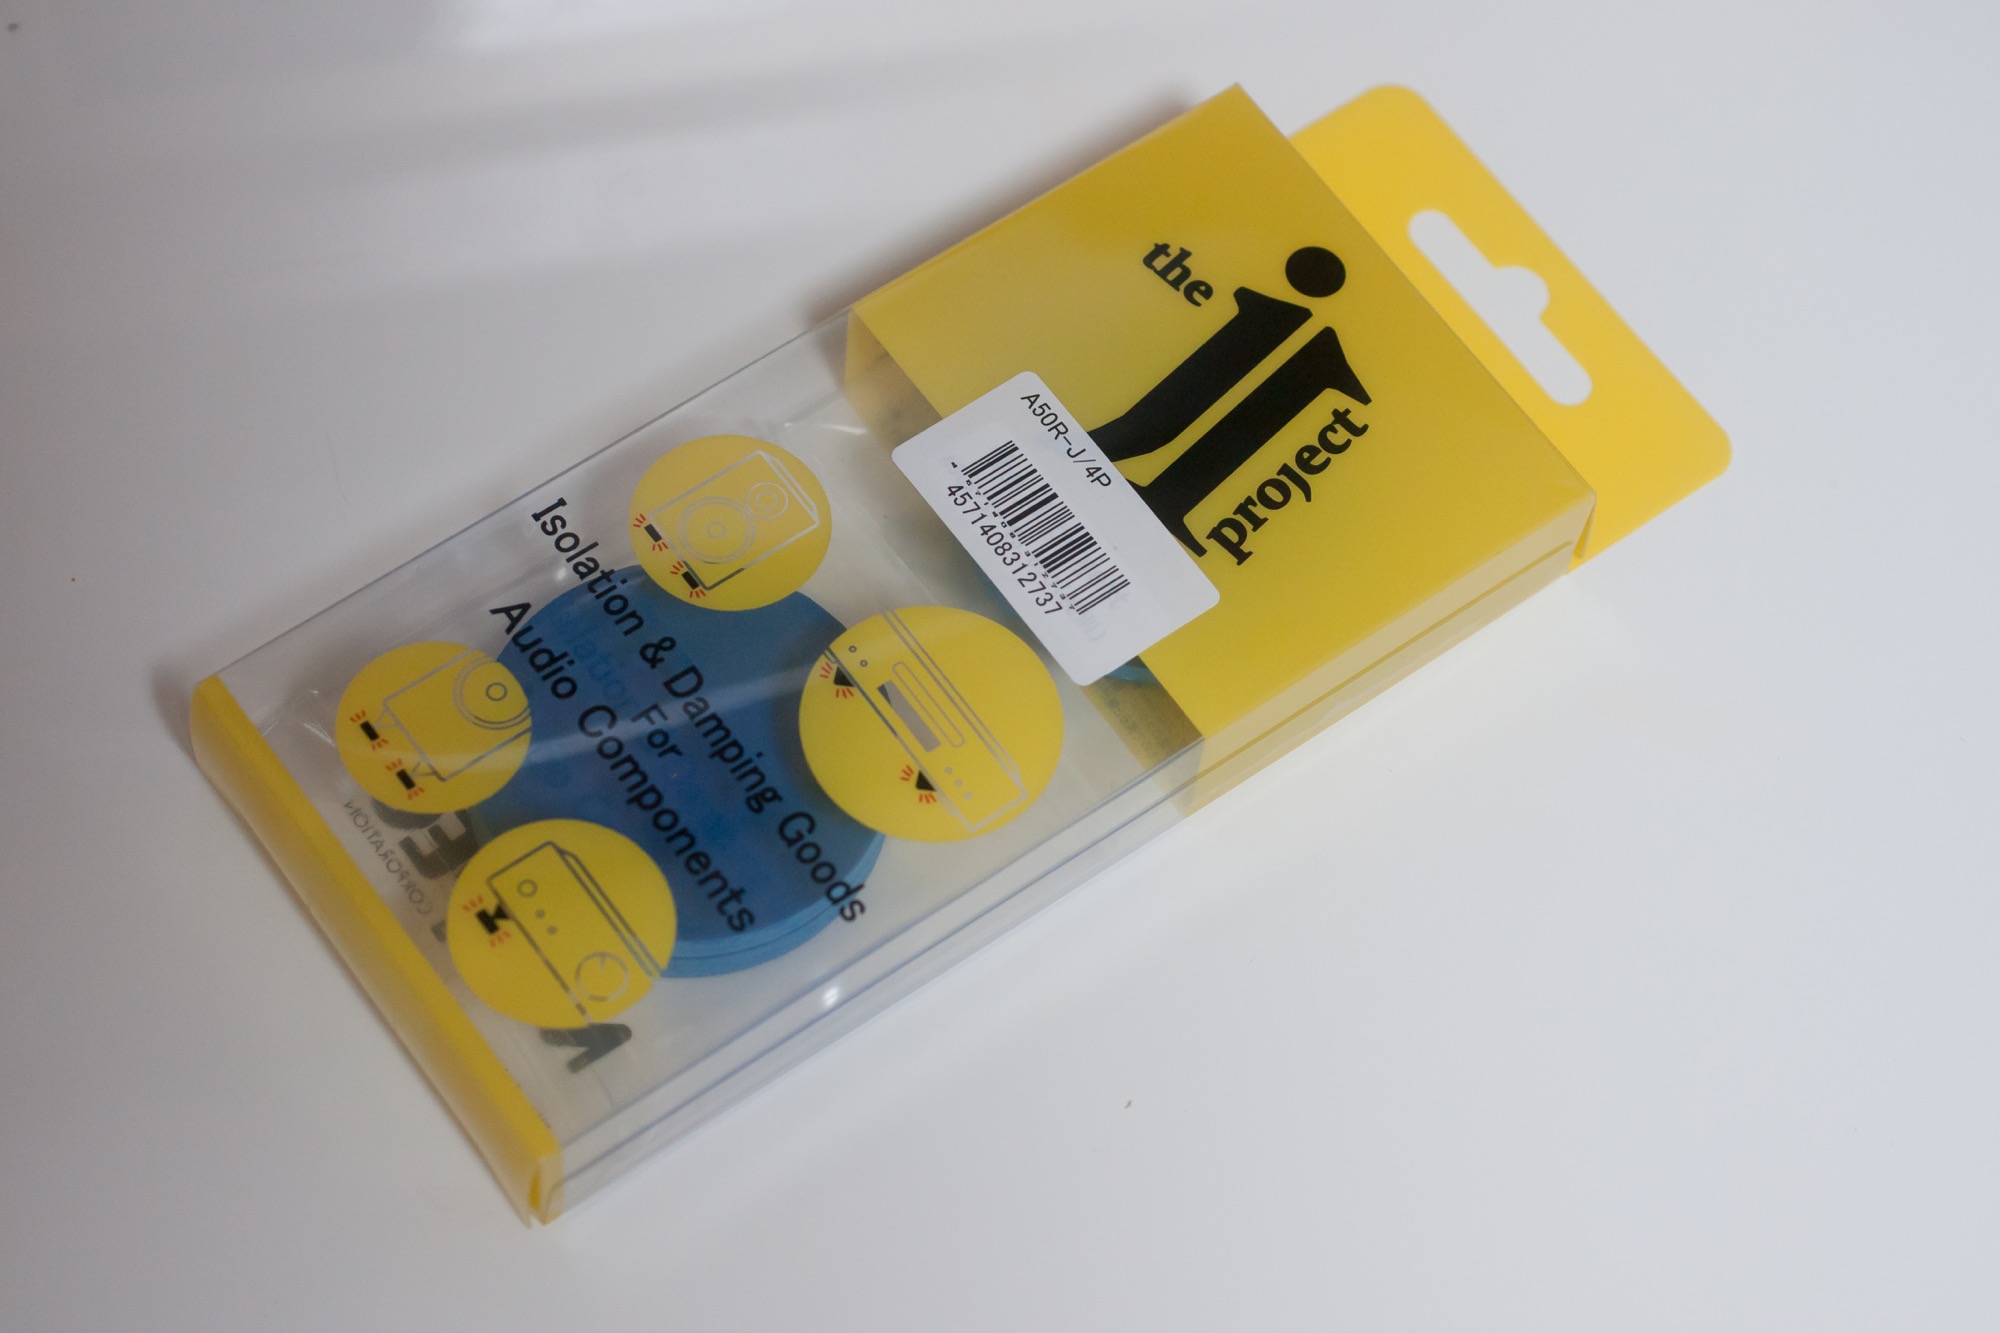 the
project
A50R-J/4P
4571408312737
Isolation & Damping Goods
For
Audio Components
CORPORATION